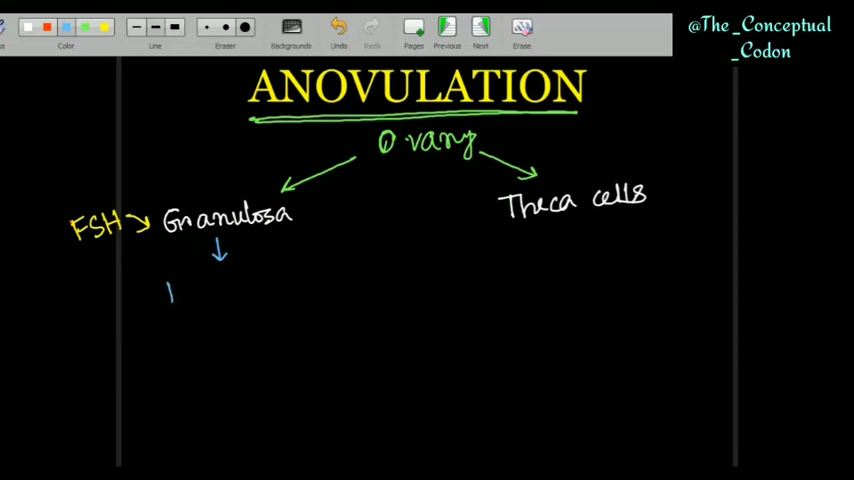 @The_Conceptual
_Codon
Color
Line
Eraser
Backgrounds
Undo
Redo
Pages
Previous
Next
Erase
ANOVULATION
Ovary
FSH
Granulosa
Theca cells